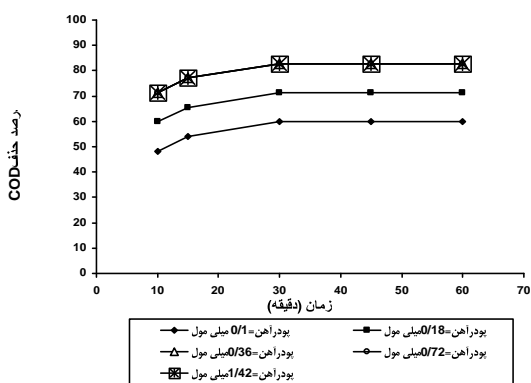 100
90
80
70
60
50
40
30
20
10
0
درصد حذف COD
0 10 20 30 40 50 60 70
زمان (دقیقه)
پودرآهن=0/1میلی مول
پودرآهن=0/18میلی مول
پودرآهن=0/36میلی مول
پودرآهن=0/72میلی مول
پودرآهن=1/42میلی مول